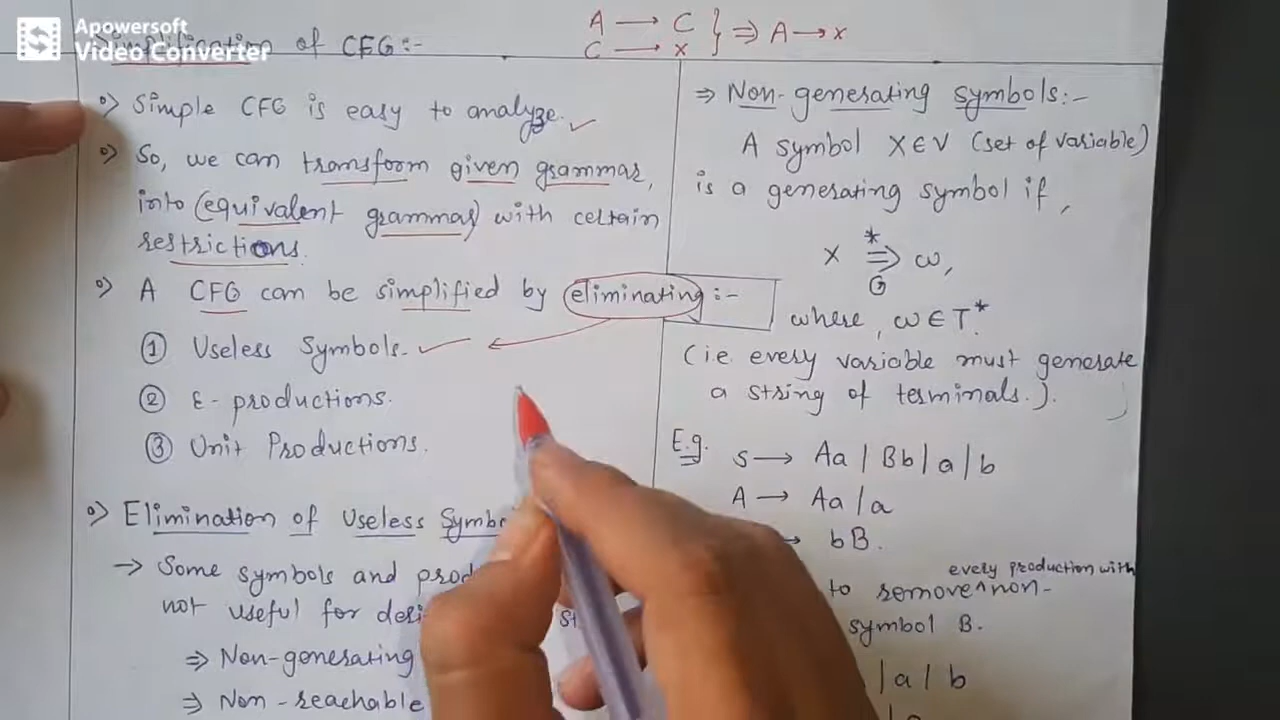 Apowersoft
Video Converter
Simplification of CFG:-
A → C
C → x } ⇒ A → x
o> Simple CFG is easy to analyze.
o> So, we can transform given grammar,
into (equivalent grammar) with certain
restrictions.
o> A CFG can be simplified by eliminating :-
① Useless Symbols.
② ε- productions.
③ Unit Productions.
o> Elimination of Useless Symbo
→ Some symbols and prod
not useful for
⇒ Non-generating
⇒ Non-reachable
⇒ Non-generating symbols:-
A symbol X∈V (set of variable)
is a generating symbol if,
X *⇒G w,
where, w∈T*.
(i.e. every variable must generate
a string of terminals.).
E.g. S → Aa | Bb | a | b
A → Aa | a
bB.
every production with
to remove ^ non-
symbol B.
| a | b